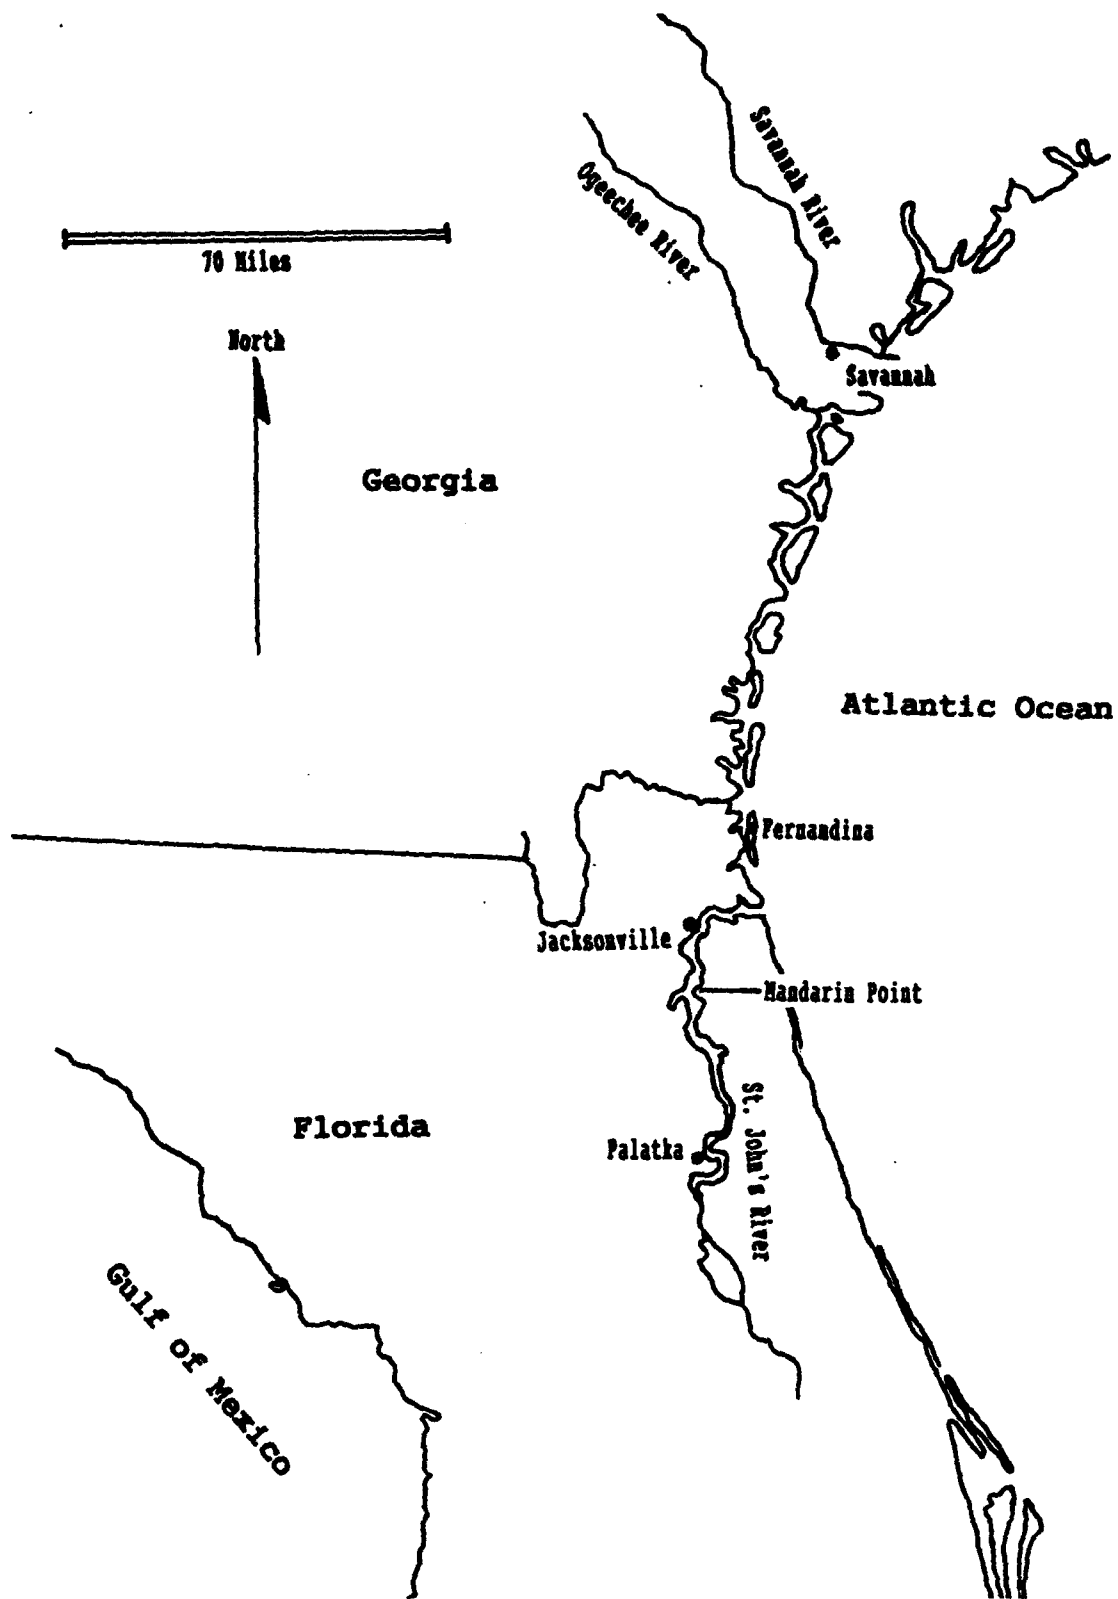 Savannah River
Ogeechee River
70 Miles
North
Savannah
Georgia
Atlantic Ocean
Fernandina
Jacksonville
Mandarin Point
Florida
St. John's River
Palatka
Gulf of Mexico